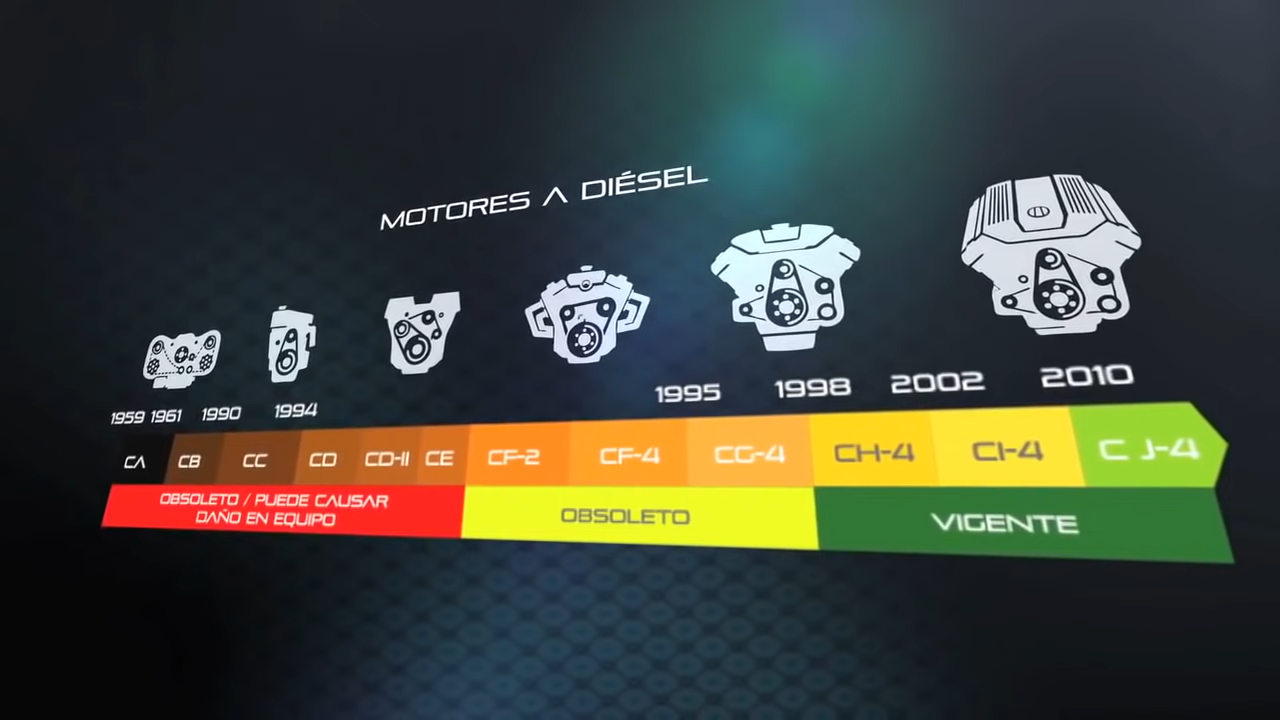 MOTORES A DIÉSEL
1959 1961 1990 1994 1995 1998 2002 2010
CA CB CC CD CD-II CE CF-2 CF-4 CG-4 CH-4 CI-4 C J-4
OBSOLETO / PUEDE CAUSAR
DAÑO EN EQUIPO
OBSOLETO
VIGENTE